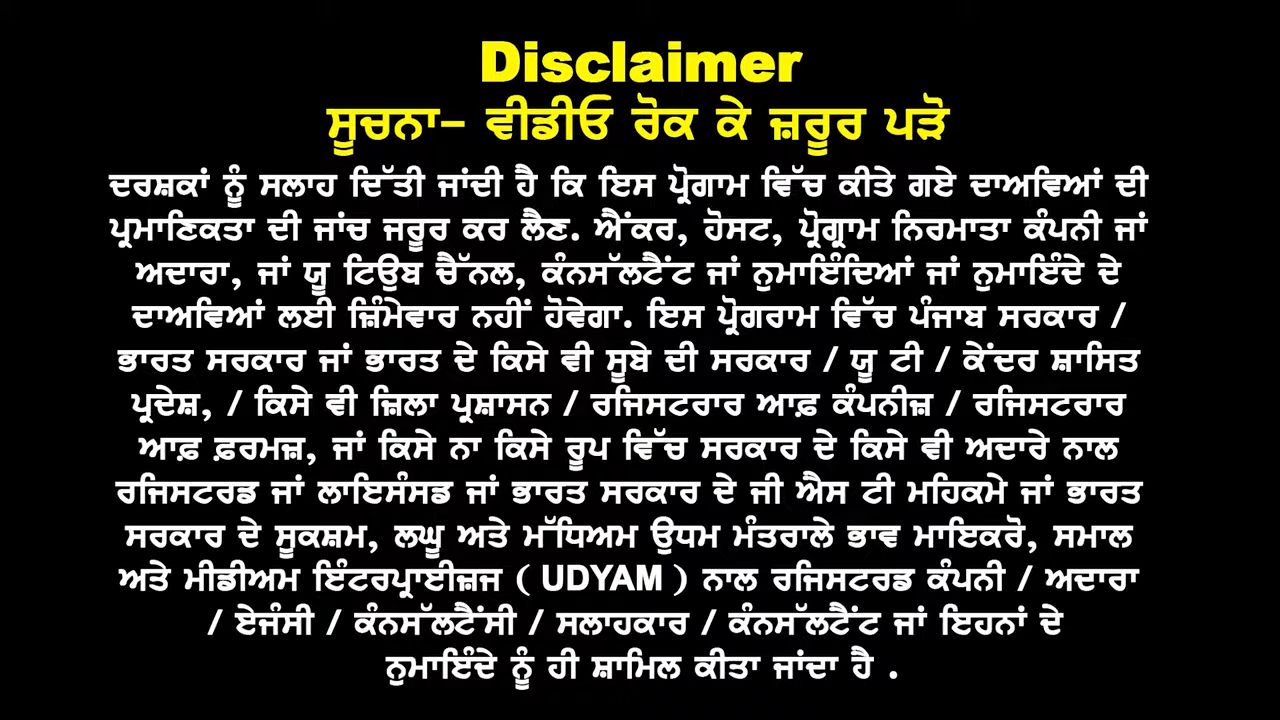 Disclaimer
ਸੂਚਨਾ- ਵੀਡੀਓ ਰੋਕ ਕੇ ਜ਼ਰੂਰ ਪੜੋ
ਦਰਸ਼ਕਾਂ ਨੂੰ ਸਲਾਹ ਦਿੱਤੀ ਜਾਂਦੀ ਹੈ ਕਿ ਇਸ ਪ੍ਰੋਗਾਮ ਵਿੱਚ ਕੀਤੇ ਗਏ ਦਾਅਵਿਆਂ ਦੀ
ਪ੍ਰਮਾਣਿਕਤਾ ਦੀ ਜਾਂਚ ਜਰੂਰ ਕਰ ਲੈਣ. ਐਂਕਰ, ਹੋਸਟ, ਪ੍ਰੋਗ੍ਰਾਮ ਨਿਰਮਾਤਾ ਕੰਪਨੀ ਜਾਂ
ਅਦਾਰਾ, ਜਾਂ ਯੂ ਟਿਊਬ ਚੈੱਨਲ, ਕੰਨਸੱਲਟੈਂਟ ਜਾਂ ਨੁਮਾਇੰਦਿਆਂ ਜਾਂ ਨੁਮਾਇੰਦੇ ਦੇ
ਦਾਅਵਿਆਂ ਲਈ ਜ਼ਿੰਮੇਵਾਰ ਨਹੀਂ ਹੋਵੇਗਾ. ਇਸ ਪ੍ਰੋਗਰਾਮ ਵਿੱਚ ਪੰਜਾਬ ਸਰਕਾਰ /
ਭਾਰਤ ਸਰਕਾਰ ਜਾਂ ਭਾਰਤ ਦੇ ਕਿਸੇ ਵੀ ਸੂਬੇ ਦੀ ਸਰਕਾਰ / ਯੂ ਟੀ / ਕੇਂਦਰ ਸ਼ਾਸਿਤ
ਪ੍ਰਦੇਸ਼, / ਕਿਸੇ ਵੀ ਜ਼ਿਲਾ ਪ੍ਰਸ਼ਾਸਨ / ਰਜਿਸਟਰਾਰ ਆਫ਼ ਕੰਪਨੀਜ਼ / ਰਜਿਸਟਰਾਰ
ਆਫ਼ ਫ਼ਰਮਜ਼, ਜਾਂ ਕਿਸੇ ਨਾ ਕਿਸੇ ਰੂਪ ਵਿੱਚ ਸਰਕਾਰ ਦੇ ਕਿਸੇ ਵੀ ਅਦਾਰੇ ਨਾਲ
ਰਜਿਸਟਰਡ ਜਾਂ ਲਾਇਸੰਸਡ ਜਾਂ ਭਾਰਤ ਸਰਕਾਰ ਦੇ ਜੀ ਐਸ ਟੀ ਮਹਿਕਮੇ ਜਾਂ ਭਾਰਤ
ਸਰਕਾਰ ਦੇ ਸੂਕਸ਼ਮ, ਲਘੂ ਅਤੇ ਮੱਧਿਅਮ ਉਧਮ ਮੰਤਰਾਲੇ ਭਾਵ ਮਾਇਕਰੋ, ਸਮਾਲ
ਅਤੇ ਮੀਡੀਅਮ ਇੰਟਰਪ੍ਰਾਈਜ਼ਜ ( UDYAM ) ਨਾਲ ਰਜਿਸਟਰਡ ਕੰਪਨੀ / ਅਦਾਰਾ
/ ਏਜੰਸੀ / ਕੰਨਸੱਲਟੈਂਸੀ / ਸਲਾਹਕਾਰ / ਕੰਨਸੱਲਟੈਂਟ ਜਾਂ ਇਹਨਾਂ ਦੇ
ਨੁਮਾਇੰਦੇ ਨੂੰ ਹੀ ਸ਼ਾਮਿਲ ਕੀਤਾ ਜਾਂਦਾ ਹੈ .